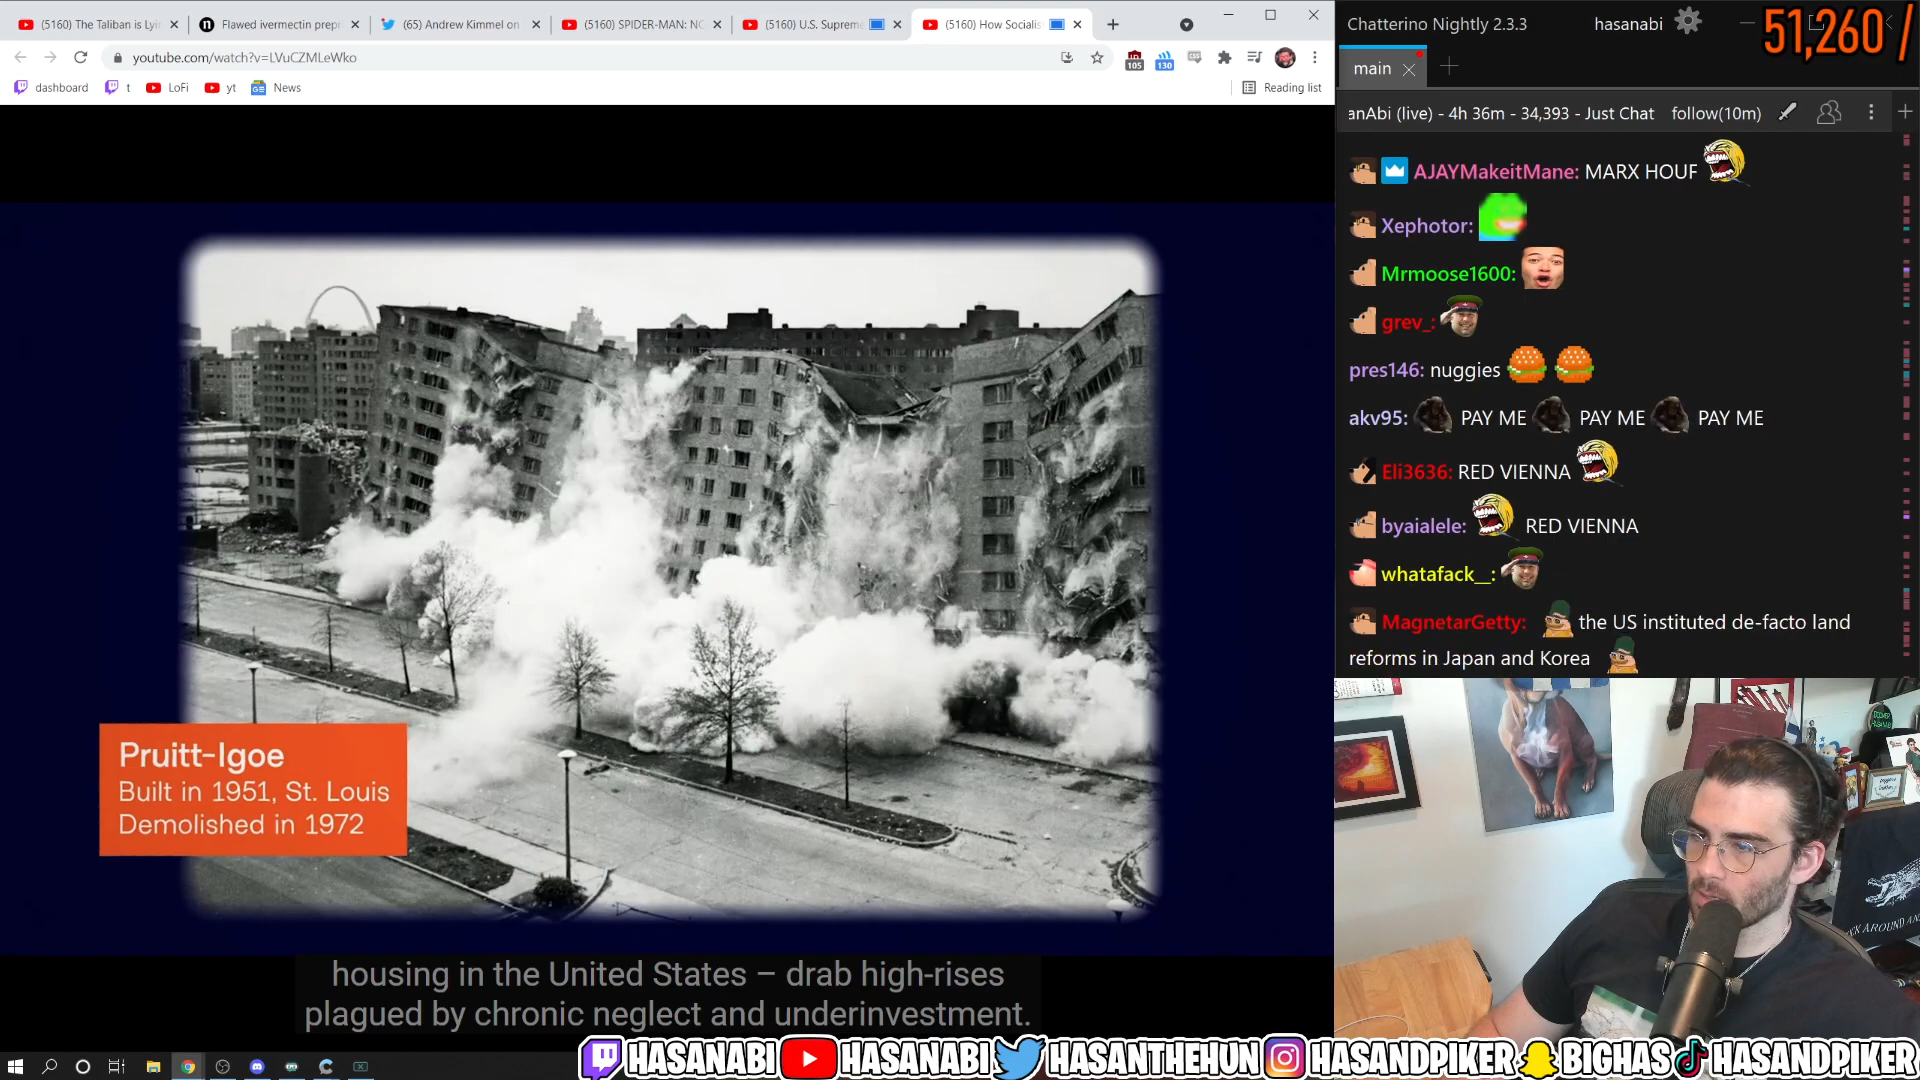 (5160) The Taliban is Lyi
Flawed ivermectin prep
(65) Andrew Kimmel on
(5160) SPIDER-MAN: NO
(5160) U.S. Supreme
(5160) How Socialis
youtube.com/watch?v=LVuCZMLeWko
105
130
dashboard
t
LoFi
yt
News
Reading list
Pruitt-Igoe
Built in 1951, St. Louis
Demolished in 1972
housing in the United States – drab high-rises
plagued by chronic neglect and underinvestment.
Chatterino Nightly 2.3.3
hasanabi
51,260 /
main
anAbi (live) - 4h 36m - 34,393 - Just Chat
follow(10m)
AJAYMakeitMane: MARX HOUF
Xephotor:
Mrmoose1600:
grev_:
pres146: nuggies
akv95: PAY ME PAY ME PAY ME
Eli3636: RED VIENNA
byaialele: RED VIENNA
whatafack__:
MagnetarGetty: the US instituted de-facto land
reforms in Japan and Korea
HASANABI HASANABI HASANTHEHUN HASANDPIKER BIGHAS HASANDPIKER